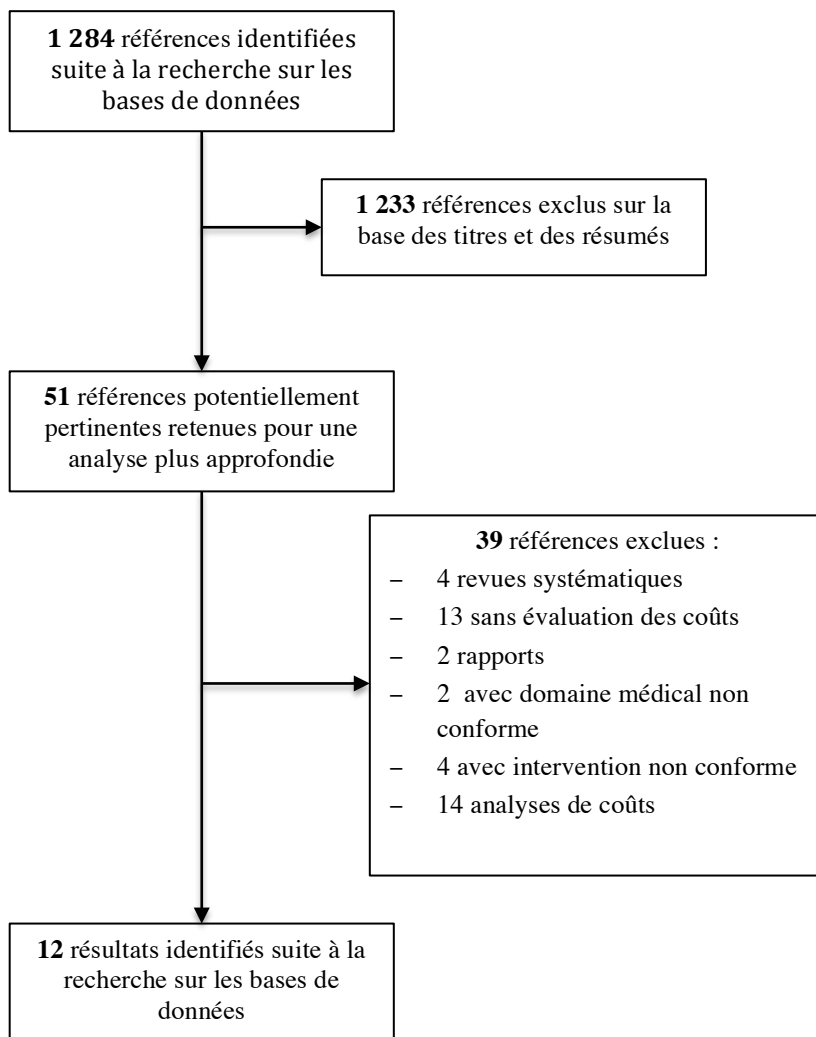 1 284 références identifiées
suite à la recherche sur les
bases de données
1 233 références exclus sur la
base des titres et des résumés
51 références potentiellement
pertinentes retenues pour une
analyse plus approfondie
39 références exclues :
– 4 revues systématiques
– 13 sans évaluation des coûts
– 2 rapports
– 2 avec domaine médical non
conforme
– 4 avec intervention non conforme
– 14 analyses de coûts
12 résultats identifiés suite à la
recherche sur les bases de
données